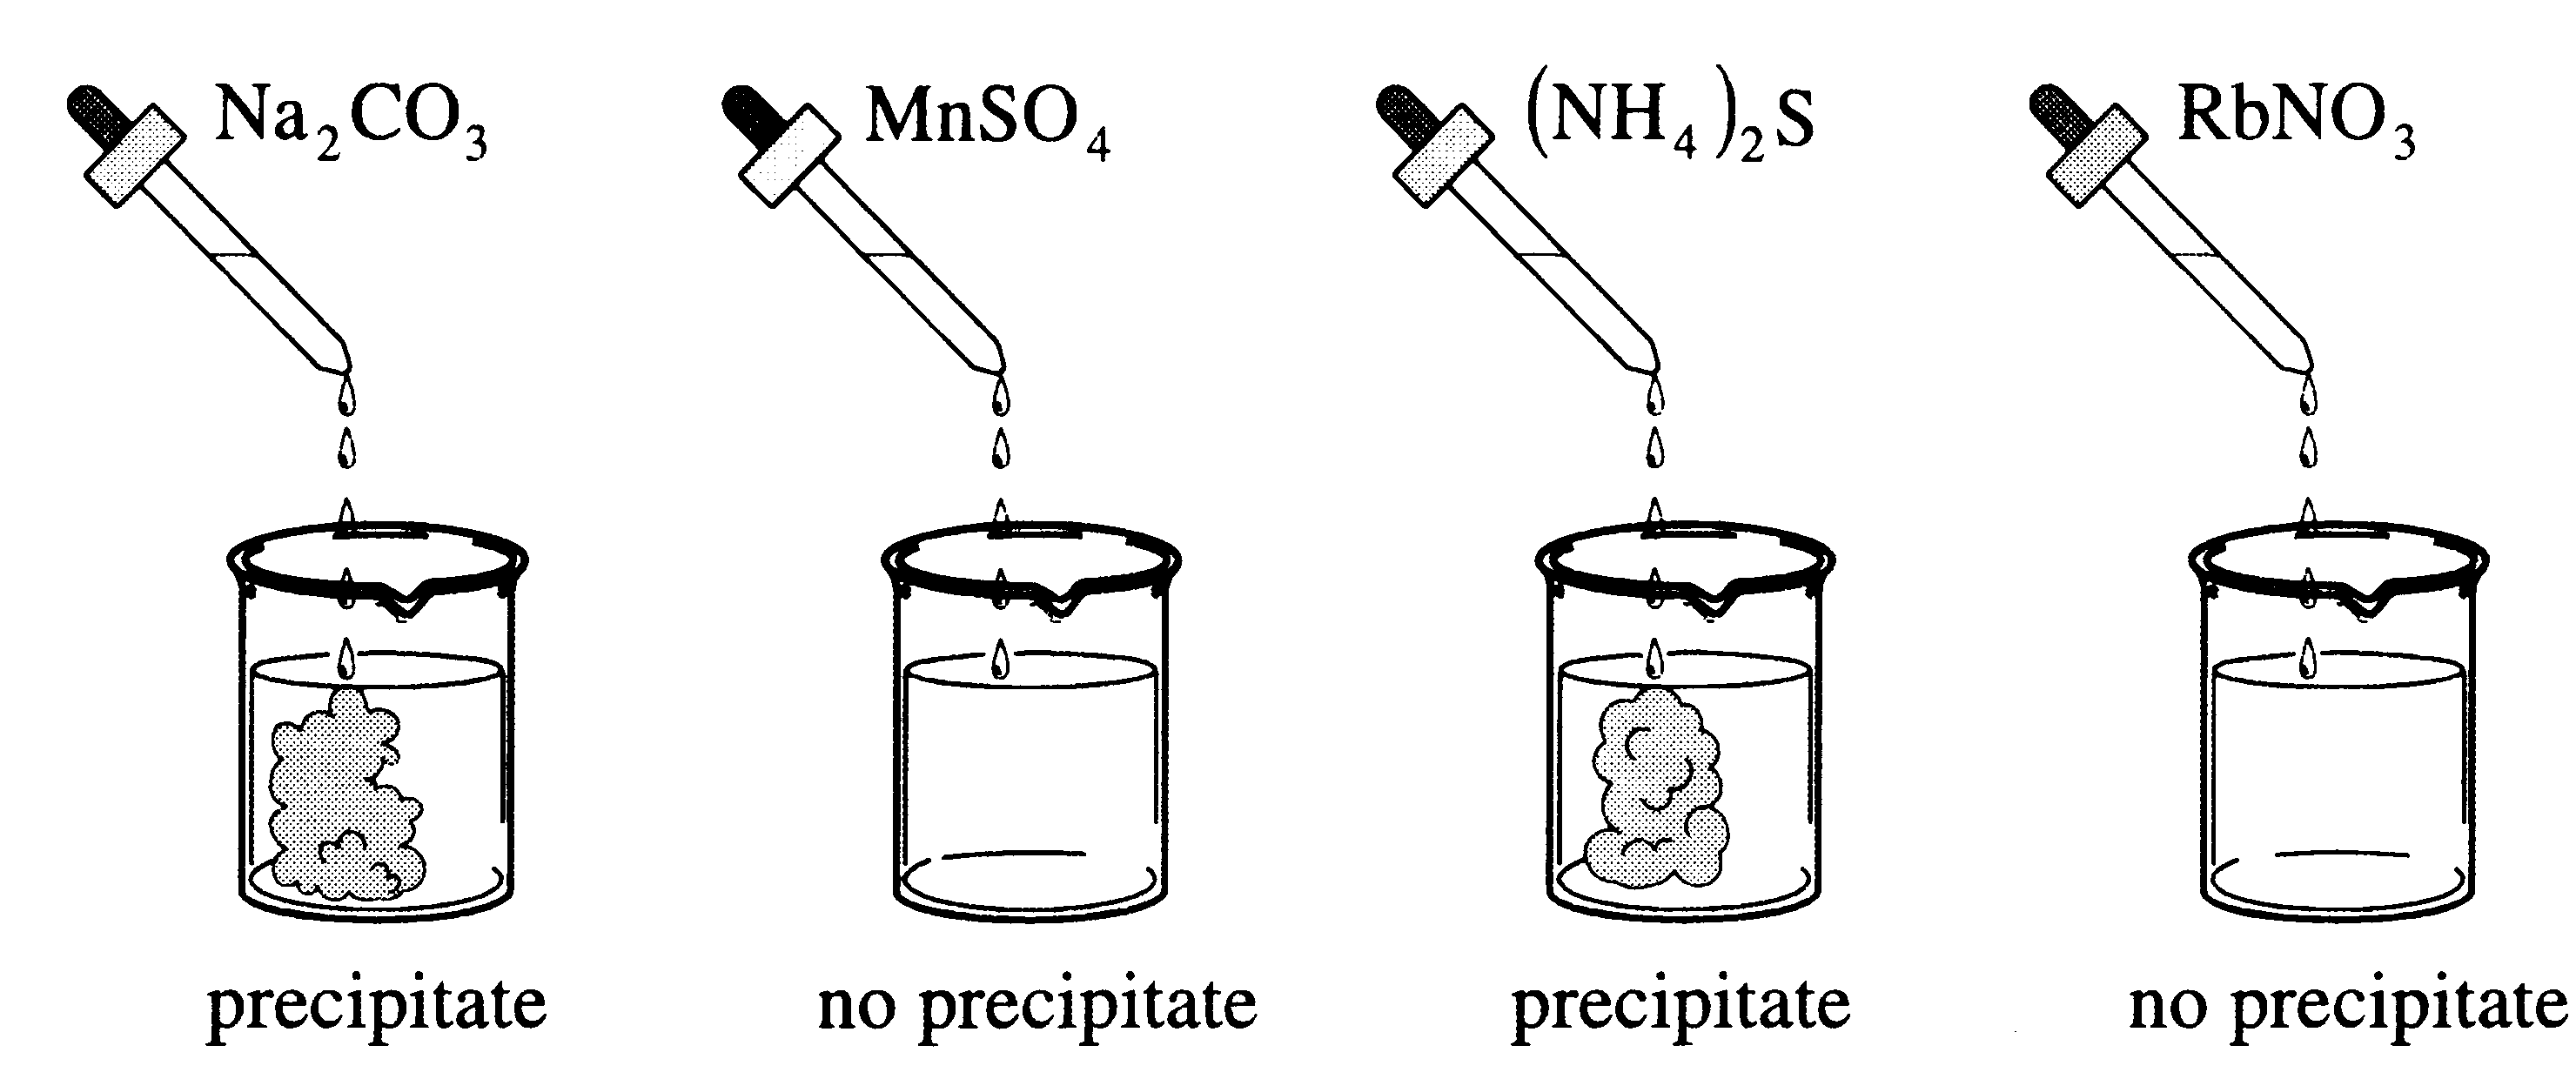 Na₂CO₃
MnSO₄
(NH₄)₂S
RbNO₃
precipitate
no precipitate
precipitate
no precipitate